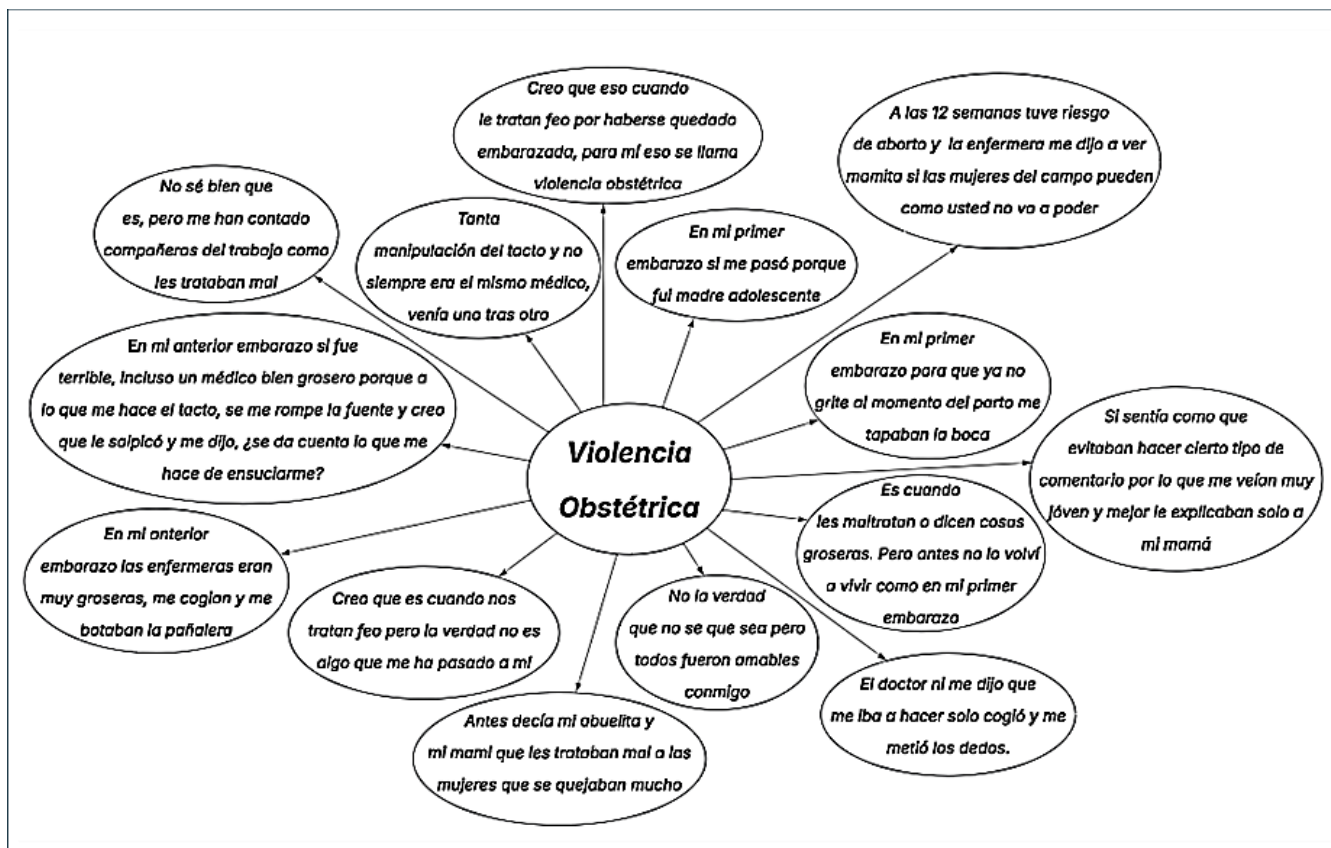 Creo que eso cuando
le tratan feo por haberse quedado
embarazada, para mí eso se llama
violencia obstétrica
A las 12 semanas tuve riesgo
de aborto y la enfermera me dijo a ver
mamita si las mujeres del campo pueden
como usted no va a poder
No sé bien que
es, pero me han contado
compañeras del trabajo como
les trataban mal
Tanta
manipulación del tacto y no
siempre era el mismo médico,
venía uno tras otro
En mi primer
embarazo si me pasó porque
fui madre adolescente
En mi anterior embarazo si fue
terrible, incluso un médico bien grosero porque a
lo que me hace el tacto, se me rompe la fuente y creo
que le salpicó y me dijo, ¿se da cuenta lo que me
hace de ensuciarme?
En mi primer
embarazo para que ya no
grite al momento del parto me
tapaban la boca
Violencia
Obstétrica
Si sentía como que
evitaban hacer cierto tipo de
comentario por lo que me veían muy
jóven y mejor le explicaban solo a
mi mamá
En mi anterior
embarazo las enfermeras eran
muy groseras, me cogían y me
botaban la pañalera
Es cuando
les maltratan o dicen cosas
groseras. Pero antes no lo volví
a vivir como en mi primer
embarazo
Creo que es cuando nos
tratan feo pero la verdad no es
algo que me ha pasado a mi
No la verdad
que no se que sea pero
todos fueron amables
conmigo
El doctor ni me dijo que
me iba a hacer solo cogió y me
metió los dedos.
Antes decía mi abuelita y
mi mami que les trataban mal a las
mujeres que se quejaban mucho